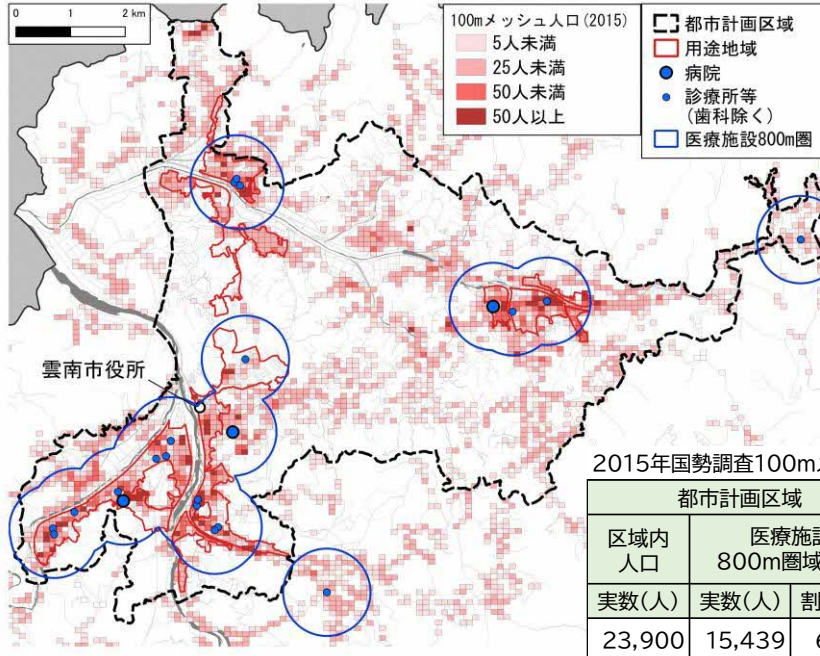 0 1 2 km
100mメッシュ人口(2015)
5人未満
25人未満
50人未満
50人以上
都市計画区域
用途地域
病院
診療所等
(歯科除く)
医療施設800m圏
雲南市役所
2015年国勢調査100m
都市計画区域
区域内
人口
医療施
800m圏域
実数(人) 実数(人) 割
23,900 15,439